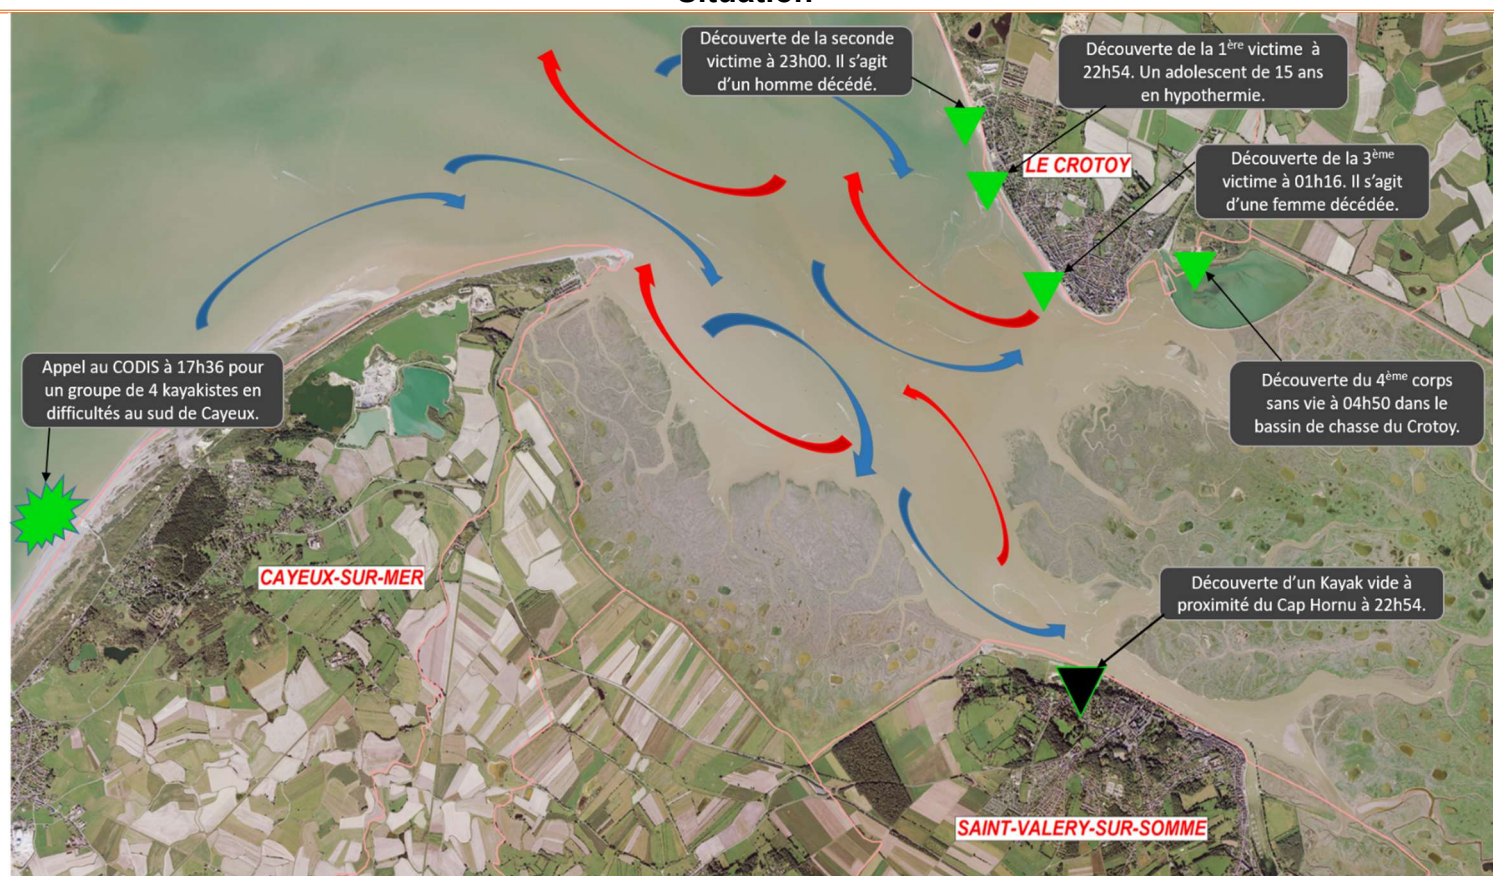 Situation
Découverte de la seconde
victime à 23h00. Il s’agit
d’un homme décédé.
Découverte de la 1ère victime à
22h54. Un adolescent de 15 ans
en hypothermie.
LE CROTOY
Découverte de la 3ème
victime à 01h16. Il s’agit
d’une femme décédée.
Appel au CODIS à 17h36 pour
un groupe de 4 kayakistes en
difficultés au sud de Cayeux.
Découverte du 4ème corps
sans vie à 04h50 dans le
bassin de chasse du Crotoy.
CAYEUX-SUR-MER
Découverte d’un Kayak vide à
proximité du Cap Hornu à 22h54.
SAINT-VALERY-SUR-SOMME